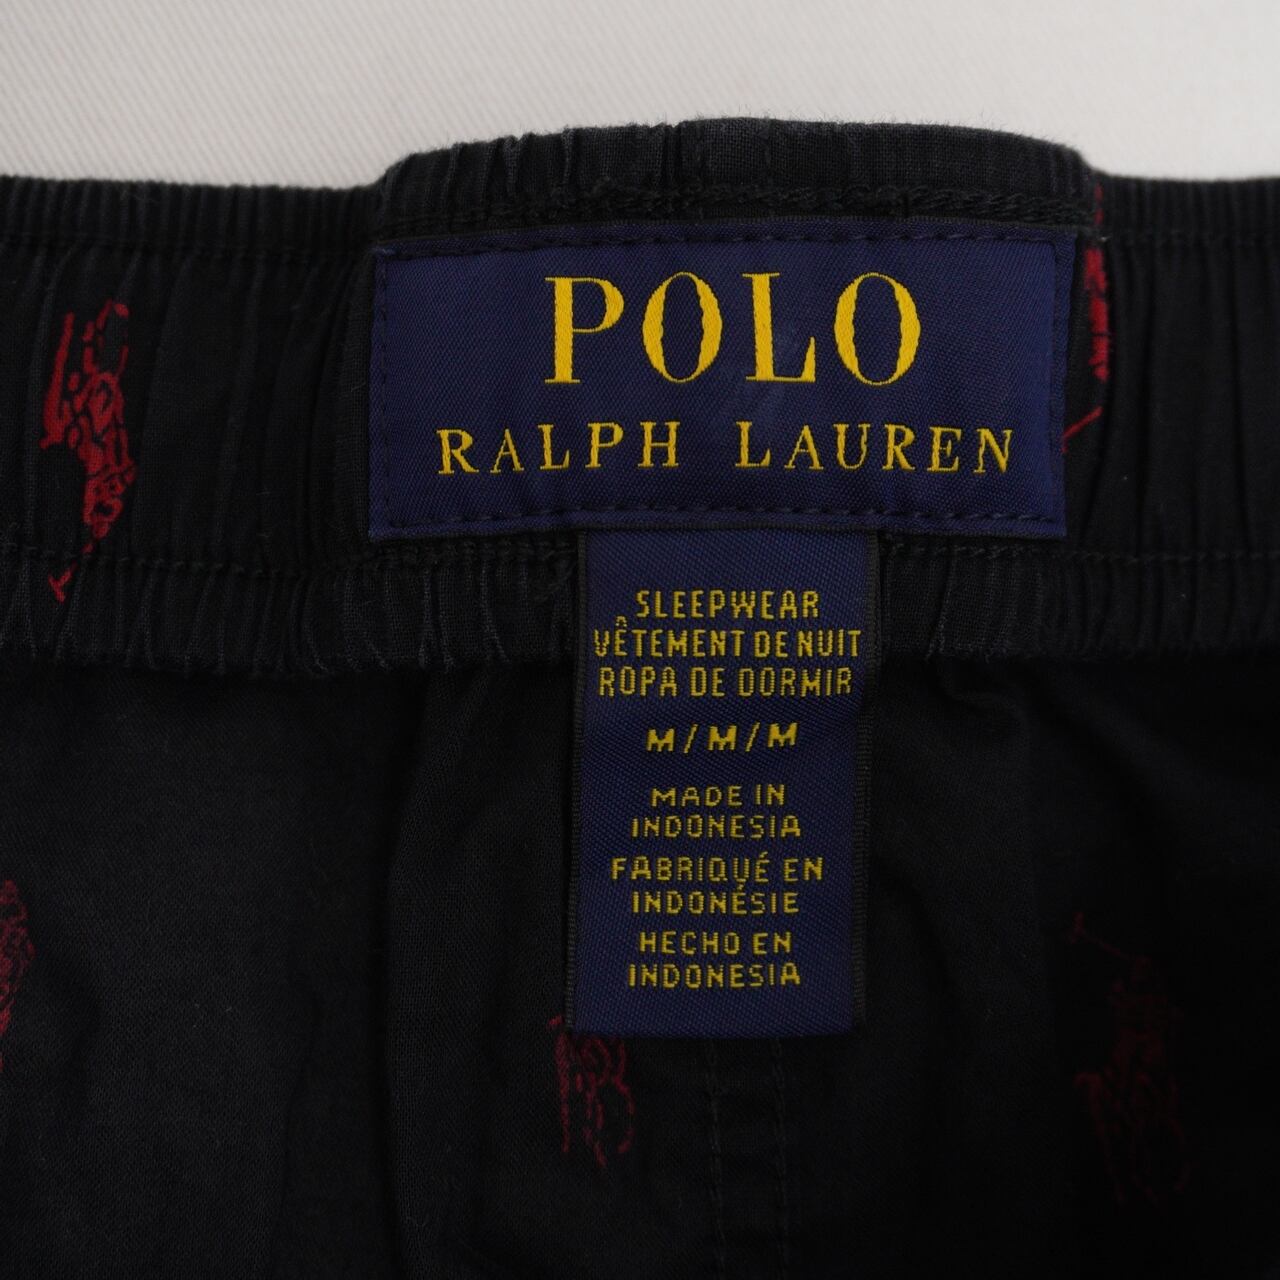 POLO
RALPH LAUREN
SLEEPWEAR
VÊTEMENT DE NUIT
ROPA DE DORMIR
M/M/M
MADE IN
INDONESIA
FABRIQUÉ EN
INDONÉSIE
HECHO EN
INDONESIA